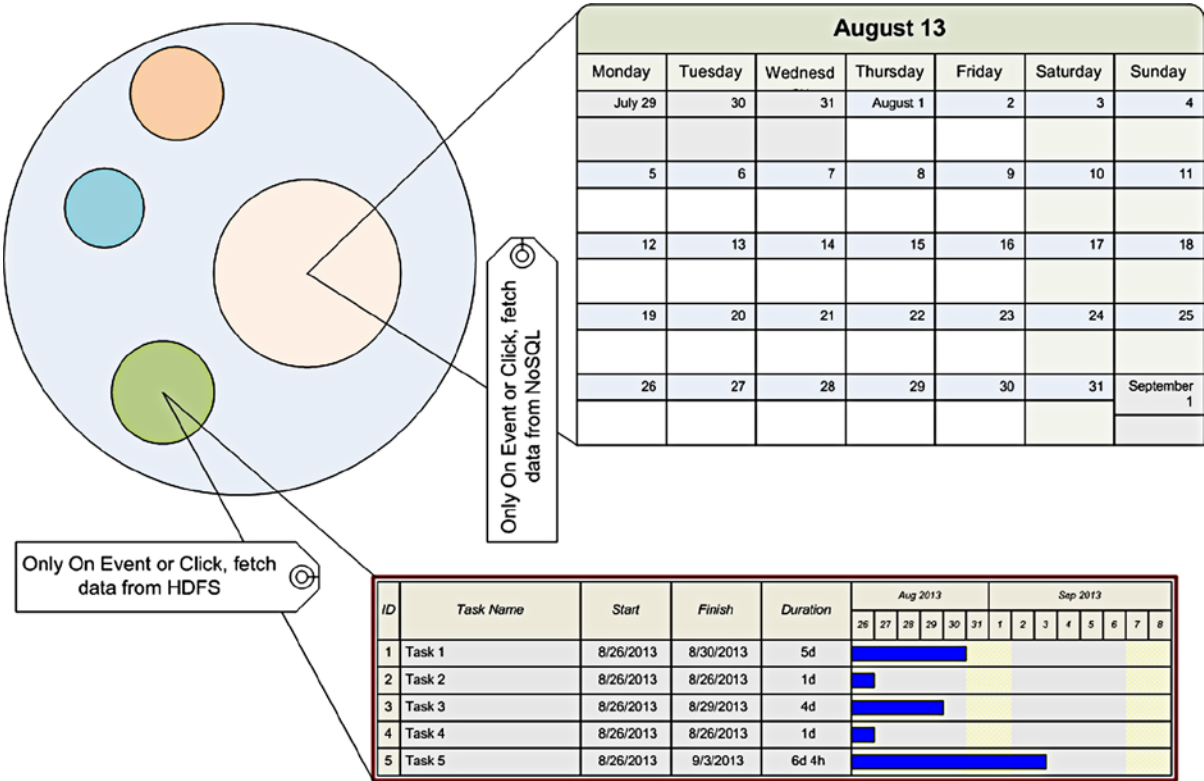 August 13
Monday Tuesday Wednesd Thursday Friday Saturday Sunday
July 29 30 31 August 1 2 3 4
5 6 7 8 9 10 11
12 13 14 15 16 17 18
19 20 21 22 23 24 25
26 27 28 29 30 31 September
1
Only On Event or Click, fetch
data from NoSQL
Only On Event or Click, fetch
data from HDFS
ID Task Name Start Finish Duration Aug 2013 Sep 2013
26 27 28 29 30 31 1 2 3 4 5 6 7 8
1 Task 1 8/26/2013 8/30/2013 5d
2 Task 2 8/26/2013 8/26/2013 1d
3 Task 3 8/26/2013 8/29/2013 4d
4 Task 4 8/26/2013 8/26/2013 1d
5 Task 5 8/26/2013 9/3/2013 6d 4h